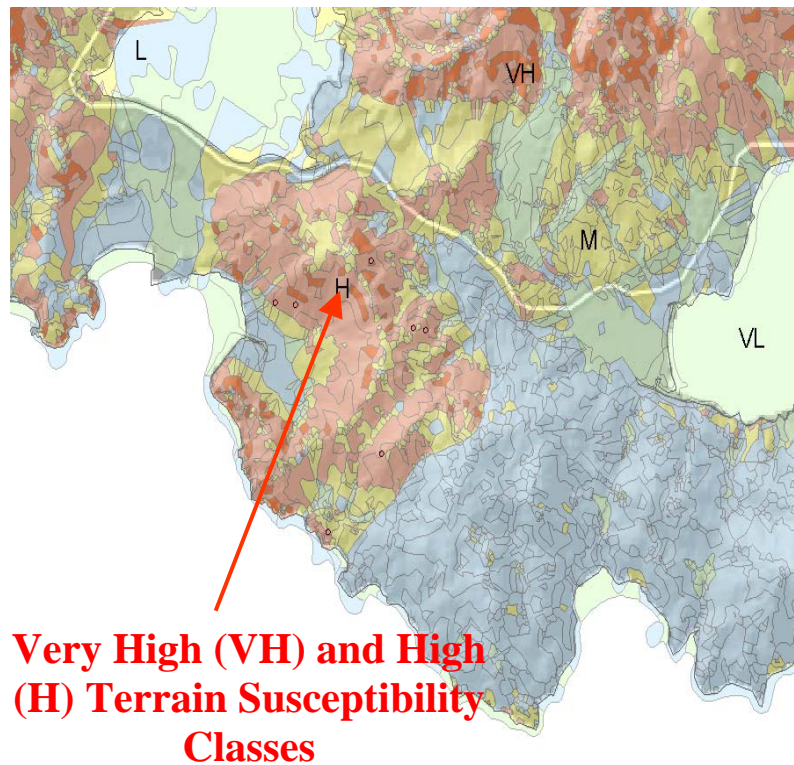 L
VH
M
H
VL
Very High (VH) and High
(H) Terrain Susceptibility
Classes